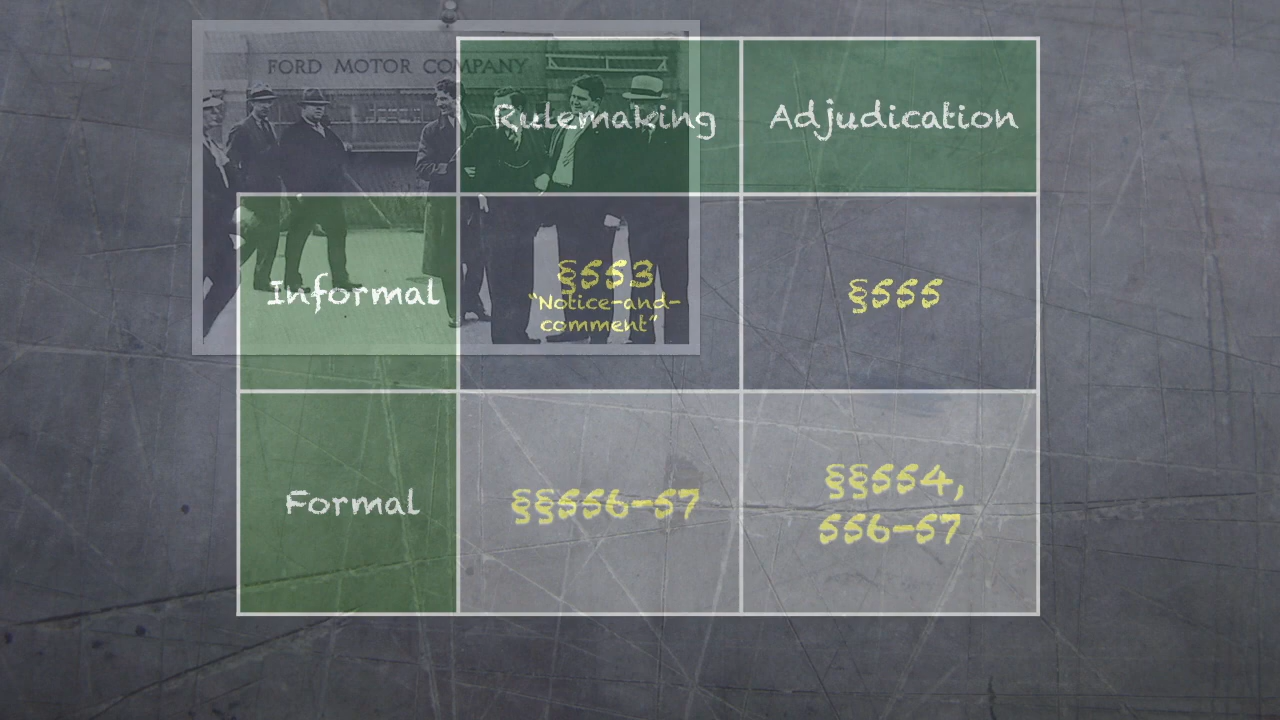 FORD MOTOR COMPANY
Rulemaking
Adjudication
Informal
§553
“Notice-and-
comment”
§555
Formal
§§556-57
§§554,
556-57